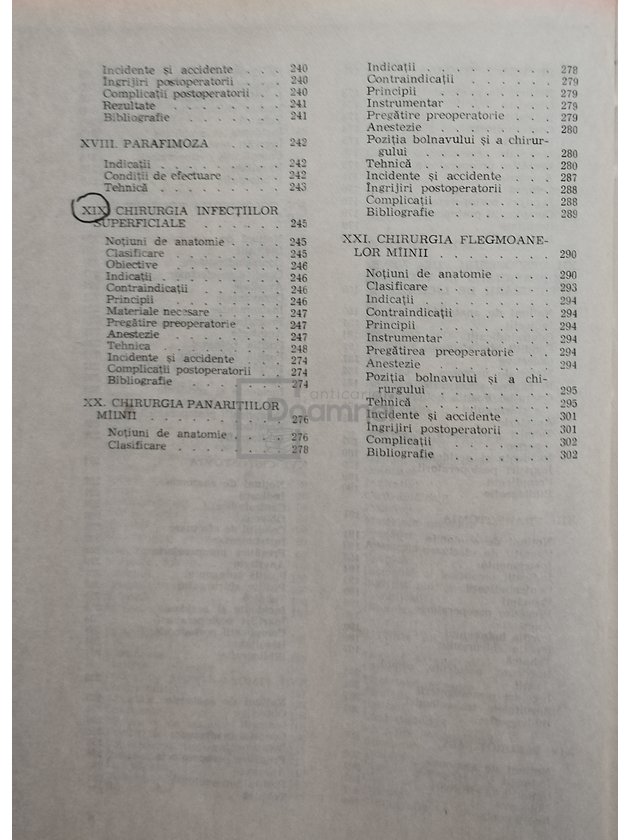 Incidente și accidente . . . 240
Îngrijiri postoperatorii . . . 240
Complicații postoperatorii . . 240
Rezultate . . . . . . . . 241
Bibliografie . . . . . . . 241
XVIII. PARAFIMOZA . . . . 242
Indicații . . . . . . . . 242
Condiții de efectuare . . . . 242
Tehnică . . . . . . . . 243
XIX. CHIRURGIA INFECȚIILOR
SUPERFICIALE . . . . . . 245
Noțiuni de anatomie . . . . 245
Clasificare . . . . . . . 245
Obiective . . . . . . . . 246
Indicații . . . . . . . . 246
Contraindicații . . . . . . 246
Principii . . . . . . . . 246
Materiale necesare . . . . 247
Pregătire preoperatorie . . . 247
Anestezie . . . . . . . . 247
Tehnica . . . . . . . . 248
Incidente și accidente . . . 274
Complicații postoperatorii . . 274
Bibliografie . . . . . . . 274
XX. CHIRURGIA PANARIȚIILOR
MÎINII . . . . . . . . . 276
Noțiuni de anatomie . . . . 276
Clasificare . . . . . . . 278
Indicații . . . . . . . . 278
Contraindicații . . . . . . 279
Principii . . . . . . . . 279
Instrumentar . . . . . . . 279
Pregătire preoperatorie . . . 279
Anestezie . . . . . . . . 280
Poziția bolnavului și a chirur-
gului . . . . . . . . . 280
Tehnică . . . . . . . . 280
Incidente și accidente . . . 287
Îngrijiri postoperatorii . . . 288
Complicații . . . . . . . 288
Bibliografie . . . . . . . 289
XXI. CHIRURGIA FLEGMOANE-
LOR MÎINII . . . . . . . . 290
Noțiuni de anatomie . . . . 290
Clasificare . . . . . . . 293
Indicații . . . . . . . . 294
Contraindicații . . . . . . 294
Principii . . . . . . . . 294
Instrumentar . . . . . . . 294
Pregătirea preoperatorie . . . 294
Anestezie . . . . . . . . 294
Poziția bolnavului și a chi-
rurgului . . . . . . . . 295
Tehnică . . . . . . . . 295
Incidente și accidente . . . 301
Îngrijiri postoperatorii . . . 301
Complicații . . . . . . . 302
Bibliografie . . . . . . . 302